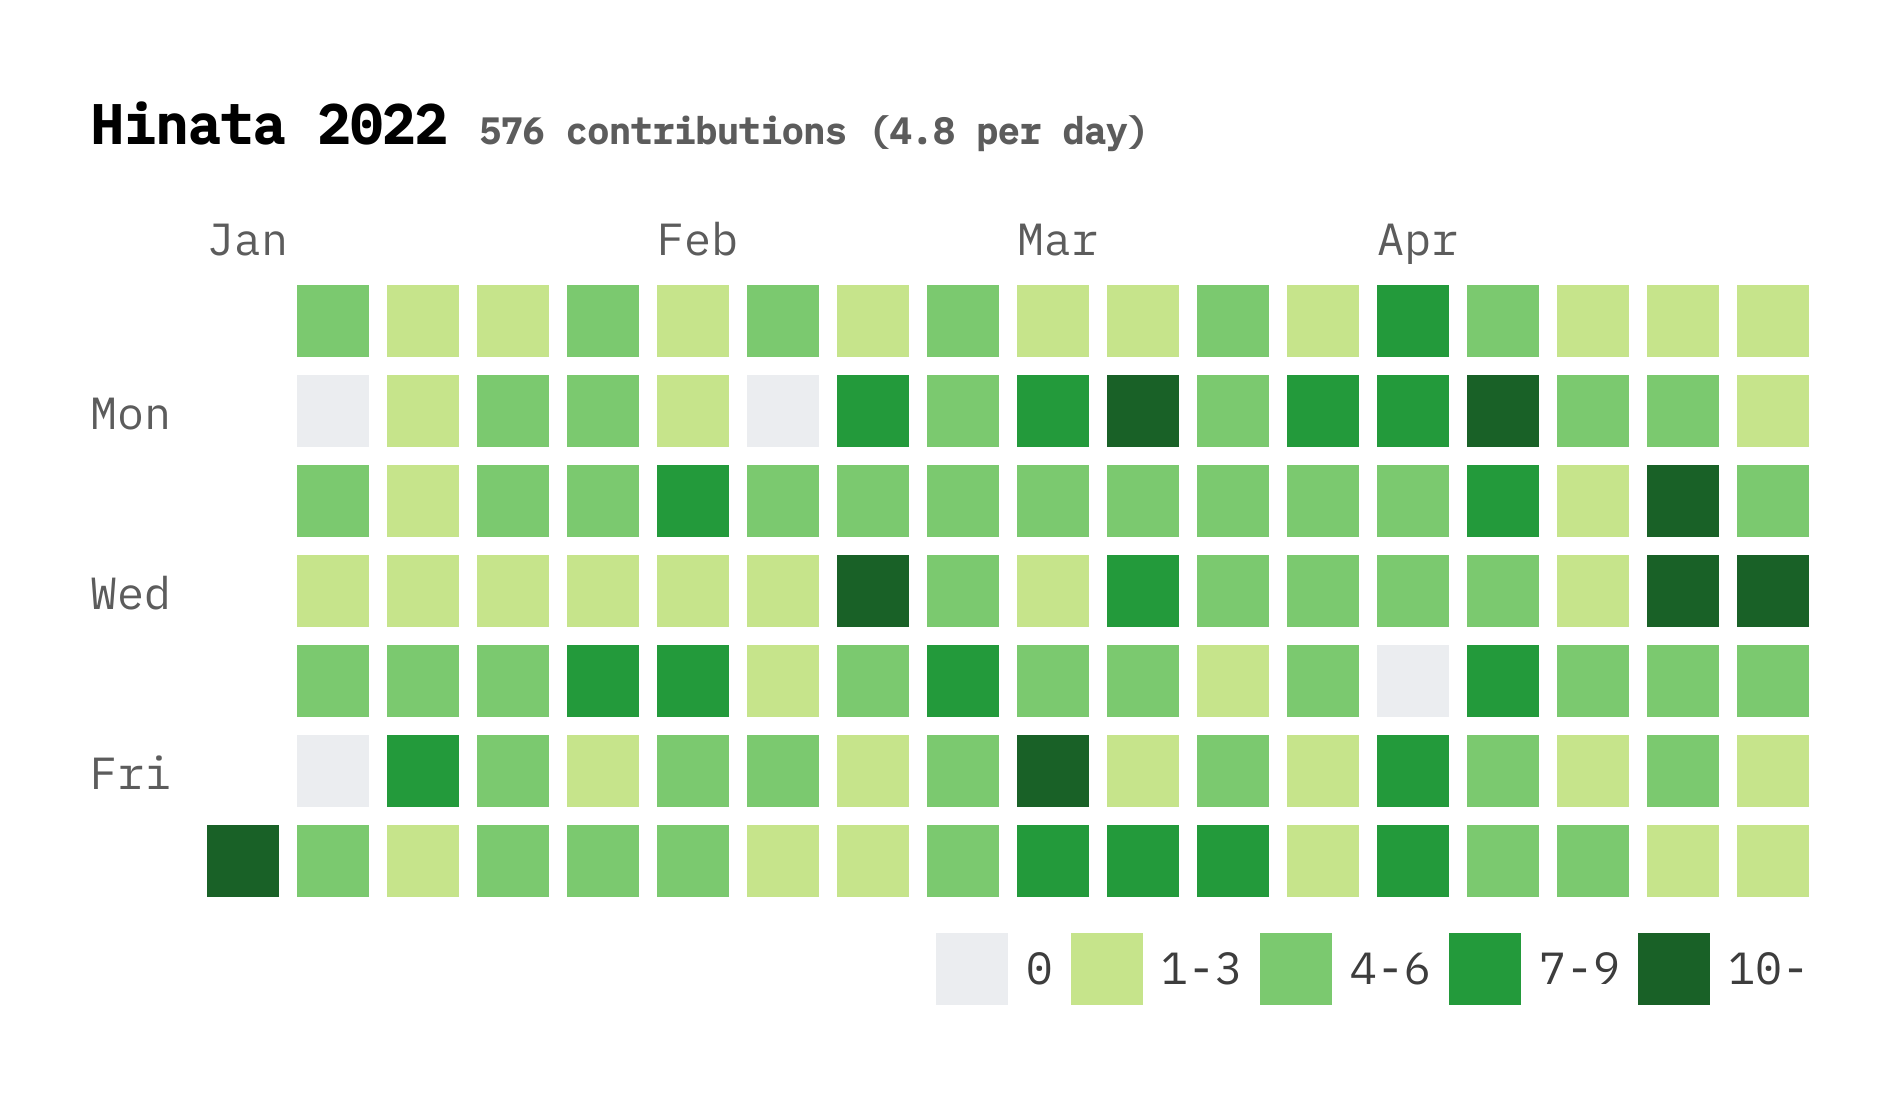 Hinata 2022 576 contributions (4.8 per day)
Jan Feb Mar Apr
Mon
Wed
Fri
0 1-3 4-6 7-9 10-